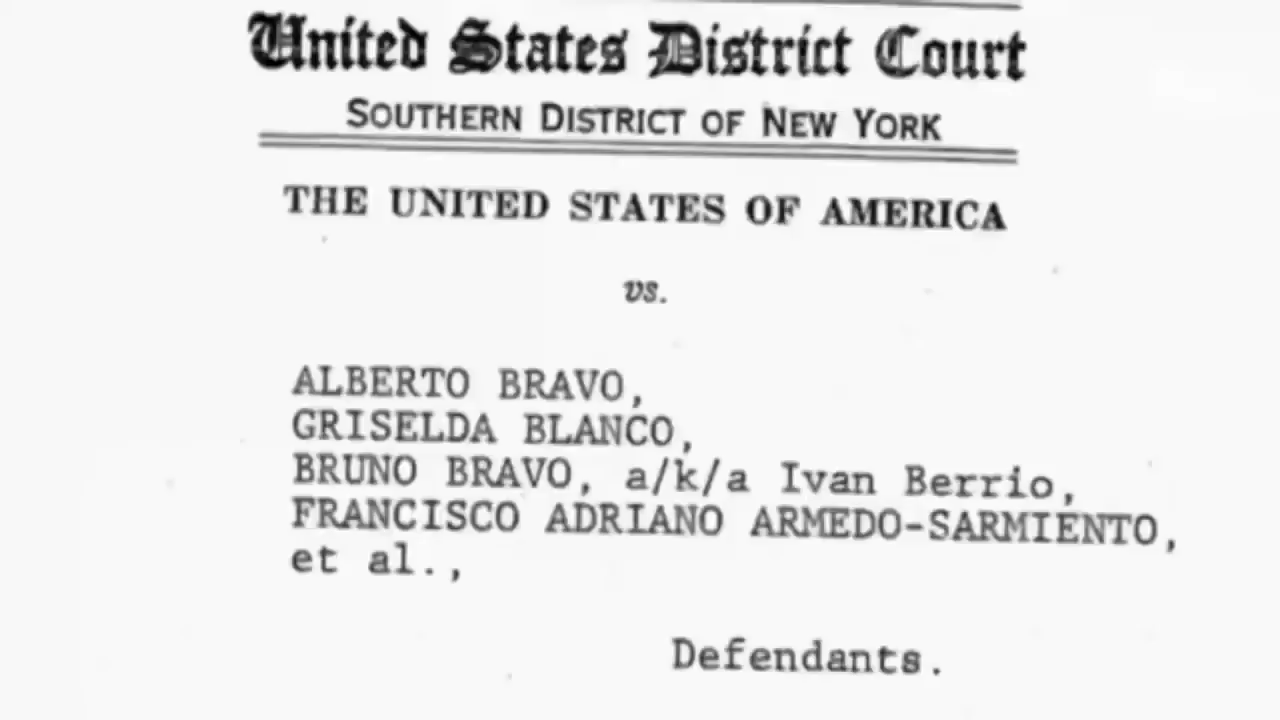 United States District Court
SOUTHERN DISTRICT OF NEW YORK
THE UNITED STATES OF AMERICA
vs.
ALBERTO BRAVO,
GRISELDA BLANCO,
BRUNO BRAVO, a/k/a Ivan Berrio,
FRANCISCO ADRIANO ARMEDO-SARMIENTO,
et al.,
Defendants.